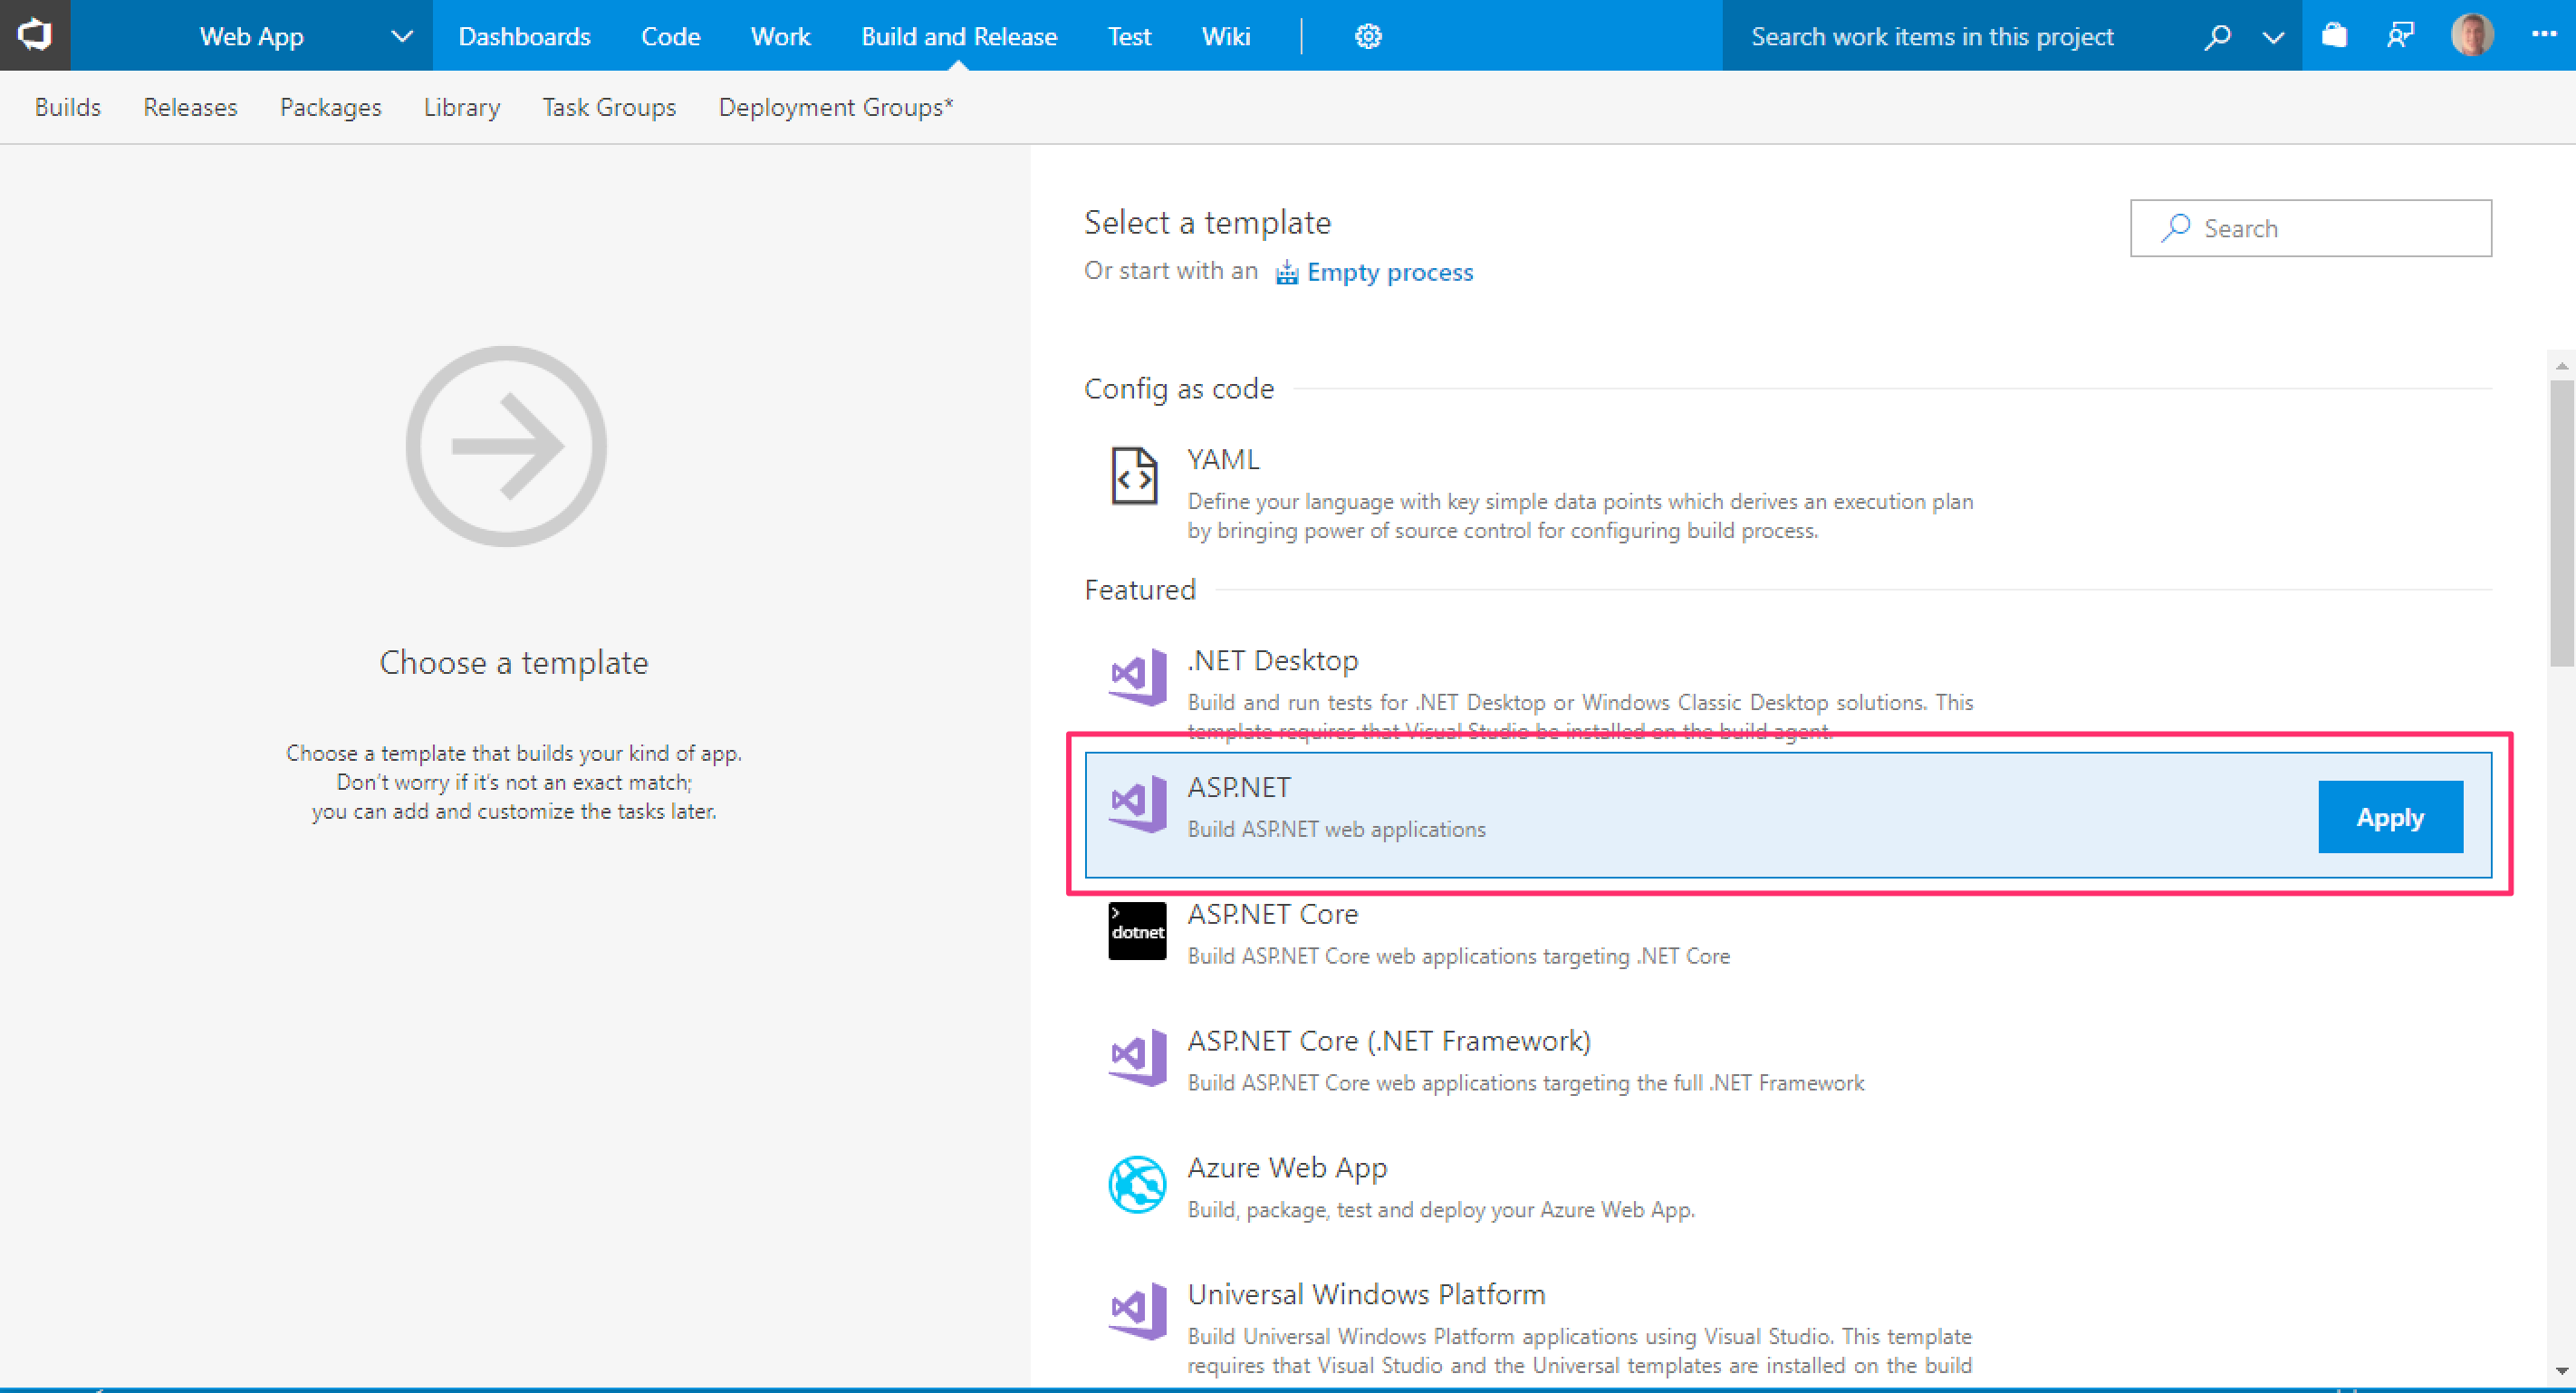 Web App
Dashboards
Code
Work
Build and Release
Test
Wiki
Search work items in this project
Builds
Releases
Packages
Library
Task Groups
Deployment Groups*
Choose a template
Choose a template that builds your kind of app.
Don't worry if it's not an exact match;
you can add and customize the tasks later.
Select a template
Or start with an Empty process
Search
Config as code
YAML
Define your language with key simple data points which derives an execution plan
by bringing power of source control for configuring build process.
Featured
.NET Desktop
Build and run tests for .NET Desktop or Windows Classic Desktop solutions. This
template requires that Visual Studio be installed on the build agent.
ASP.NET
Build ASP.NET web applications
Apply
dotnet
ASP.NET Core
Build ASP.NET Core web applications targeting .NET Core
ASP.NET Core (.NET Framework)
Build ASP.NET Core web applications targeting the full .NET Framework
Azure Web App
Build, package, test and deploy your Azure Web App.
Universal Windows Platform
Build Universal Windows Platform applications using Visual Studio. This template
requires that Visual Studio and the Universal templates are installed on the build